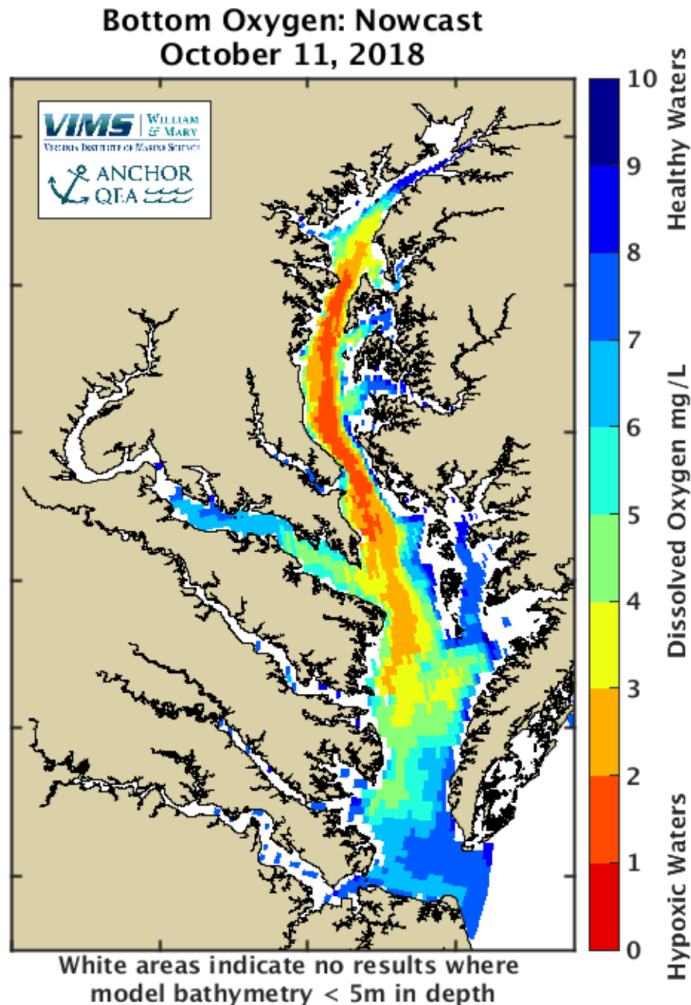 Bottom Oxygen: Nowcast
October 11, 2018
VIMS | WILLIAM & MARY
VIRGINIA INSTITUTE OF MARINE SCIENCE
ANCHOR
QEA
10
9
8
7
6
5
4
3
2
1
0
Healthy Waters
Dissolved Oxygen mg/L
Hypoxic Waters
White areas indicate no results where
model bathymetry < 5m in depth